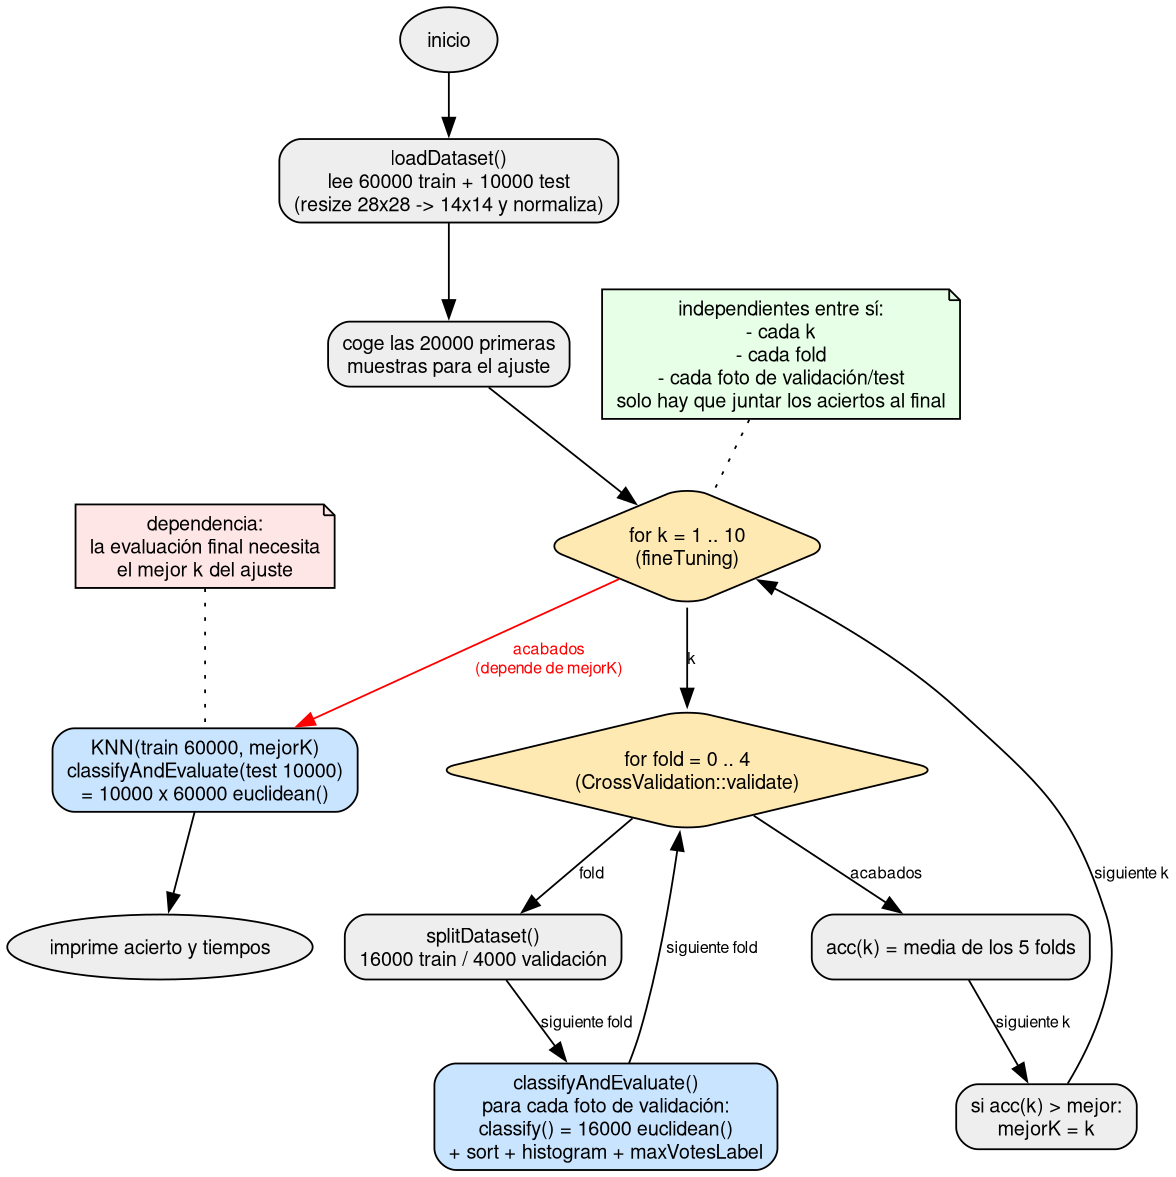 inicio
loadDataset()
lee 60000 train + 10000 test
(resize 28x28 -> 14x14 y normaliza)
coge las 20000 primeras
muestras para el ajuste
independientes entre sí:
- cada k
- cada fold
- cada foto de validación/test
solo hay que juntar los aciertos al final
for k = 1 .. 10
(fineTuning)
dependencia:
la evaluación final necesita
el mejor k del ajuste
acabados
(depende de mejorK)
k
KNN(train 60000, mejorK)
classifyAndEvaluate(test 10000)
= 10000 x 60000 euclidean()
for fold = 0 .. 4
(CrossValidation::validate)
fold
acabados
siguiente k
imprime acierto y tiempos
splitDataset()
16000 train / 4000 validación
siguiente fold
acc(k) = media de los 5 folds
siguiente fold
siguiente k
classifyAndEvaluate()
para cada foto de validación:
classify() = 16000 euclidean()
+ sort + histogram + maxVotesLabel
si acc(k) > mejor:
mejorK = k